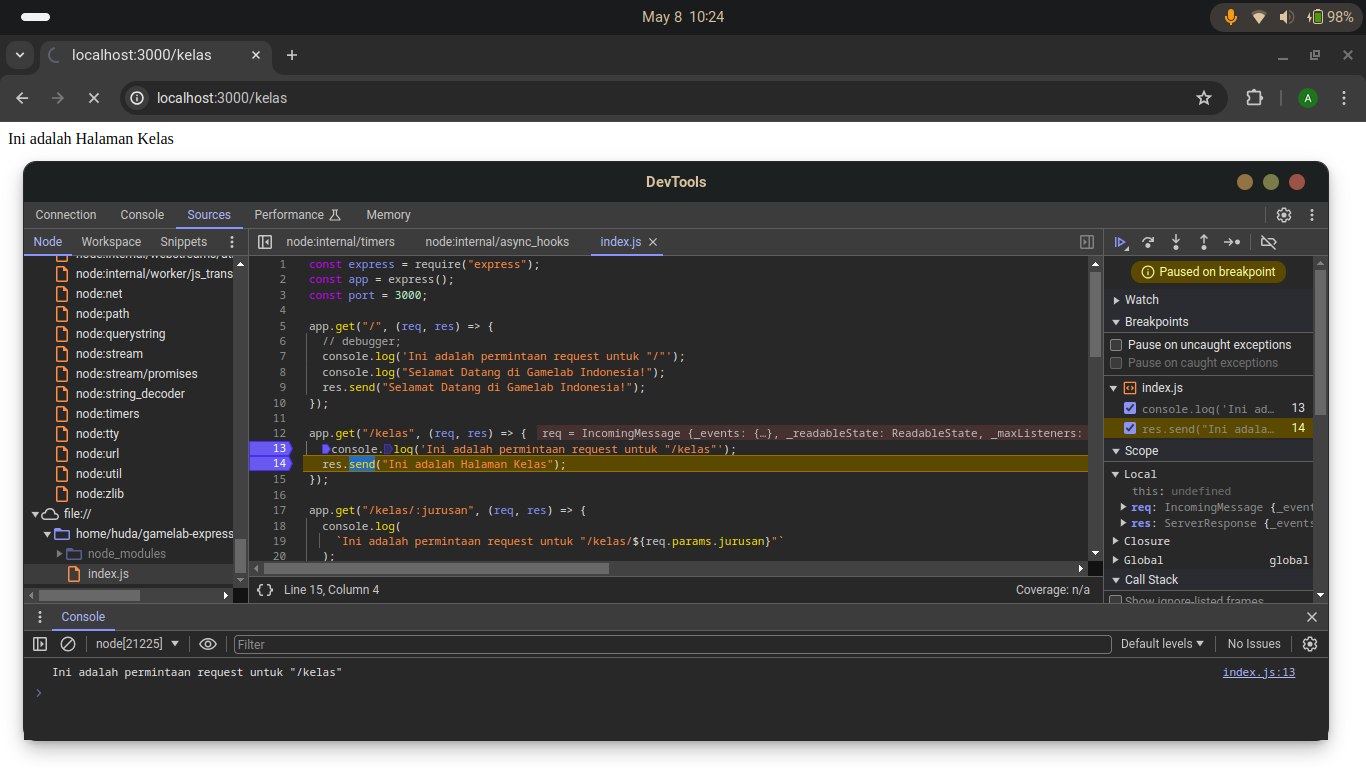 May 8 10:24
98%
localhost:3000/kelas
localhost:3000/kelas
A
Ini adalah Halaman Kelas
DevTools
Connection Console Sources Performance Memory
Node Workspace Snippets
node:internal/timers node:internal/async_hooks index.js
node:internal/worker/js_trans
node:net
node:path
node:querystring
node:stream
node:stream/promises
node:string_decoder
node:timers
node:tty
node:url
node:util
node:zlib
file://
home/huda/gamelab-express
node_modules
index.js
1 const express = require("express");
2 const app = express();
3 const port = 3000;
4
5 app.get("/", (req, res) => {
6 // debugger;
7 console.log('Ini adalah permintaan request untuk "/"');
8 console.log("Selamat Datang di Gamelab Indonesia!");
9 res.send("Selamat Datang di Gamelab Indonesia!");
10 });
11
12 app.get("/kelas", (req, res) => { req = IncomingMessage {_events: {…}, _readableState: ReadableState, _maxListeners:
13 console.log('Ini adalah permintaan request untuk "/kelas"');
14 res.send("Ini adalah Halaman Kelas");
15 });
16
17 app.get("/kelas/:jurusan", (req, res) => {
18 console.log(
19 `Ini adalah permintaan request untuk "/kelas/${req.params.jurusan}"`
20 );
{} Line 15, Column 4 Coverage: n/a
Paused on breakpoint
Watch
Breakpoints
Pause on uncaught exceptions
Pause on caught exceptions
index.js
console.log('Ini ad… 13
res.send("Ini adala… 14
Scope
Local
this: undefined
req: IncomingMessage {_event
res: ServerResponse {_events
Closure
Global global
Call Stack
Show ignore-listed frames
Console
node[21225] Filter Default levels No Issues
Ini adalah permintaan request untuk "/kelas" index.js:13